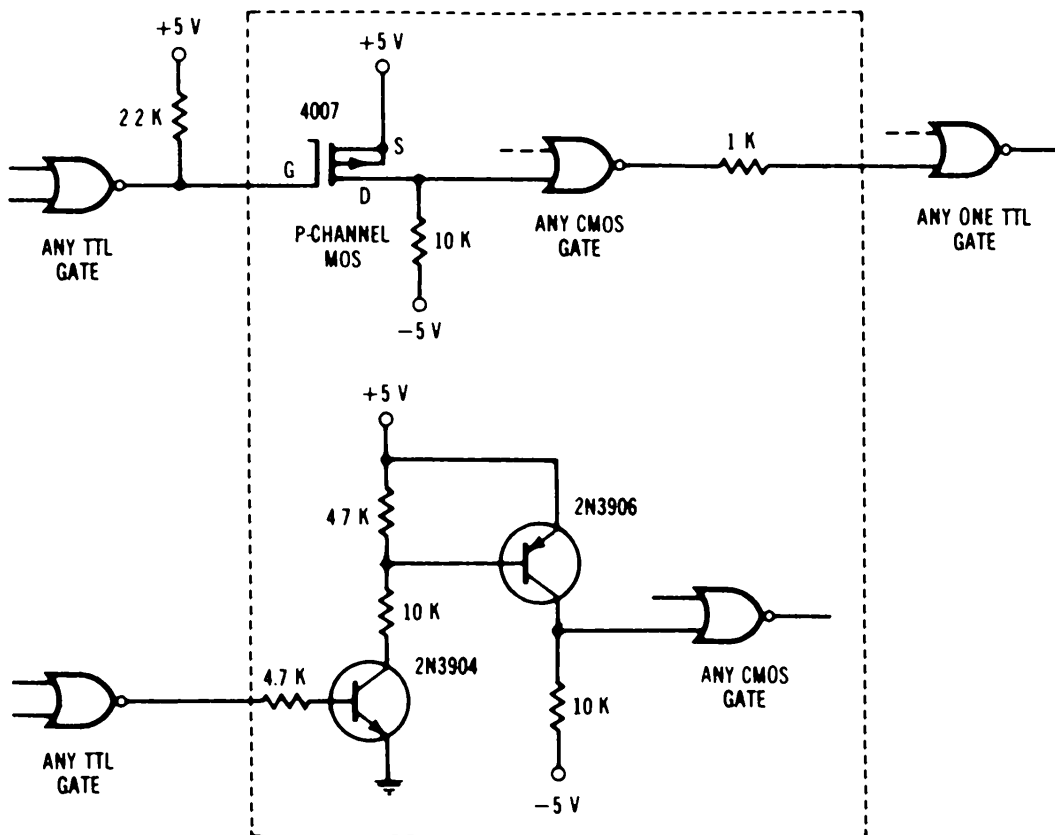 +5 V
22 K
ANY TTL
GATE
+5 V
4007
G
S
D
P-CHANNEL
MOS
10 K
−5 V
ANY CMOS
GATE
1 K
ANY ONE TTL
GATE
+5 V
47 K
2N3906
10 K
2N3904
4.7 K
ANY TTL
GATE
10 K
−5 V
ANY CMOS
GATE